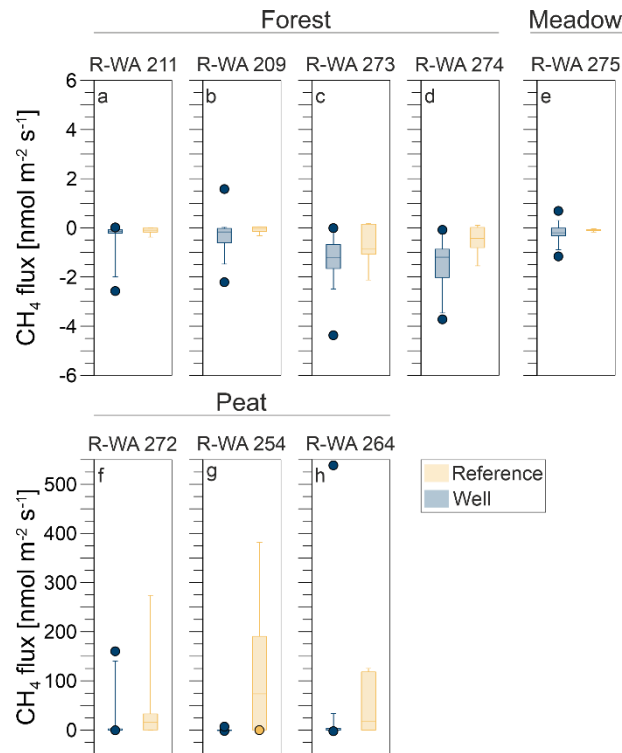 Forest Meadow
R-WA 211 R-WA 209 R-WA 273 R-WA 274 R-WA 275
CH₄ flux [nmol m⁻² s⁻¹]
6
4
2
0
-2
-4
-6
a b c d e
Peat
R-WA 272 R-WA 254 R-WA 264
CH₄ flux [nmol m⁻² s⁻¹]
500
400
300
200
100
0
f g h
Reference
Well